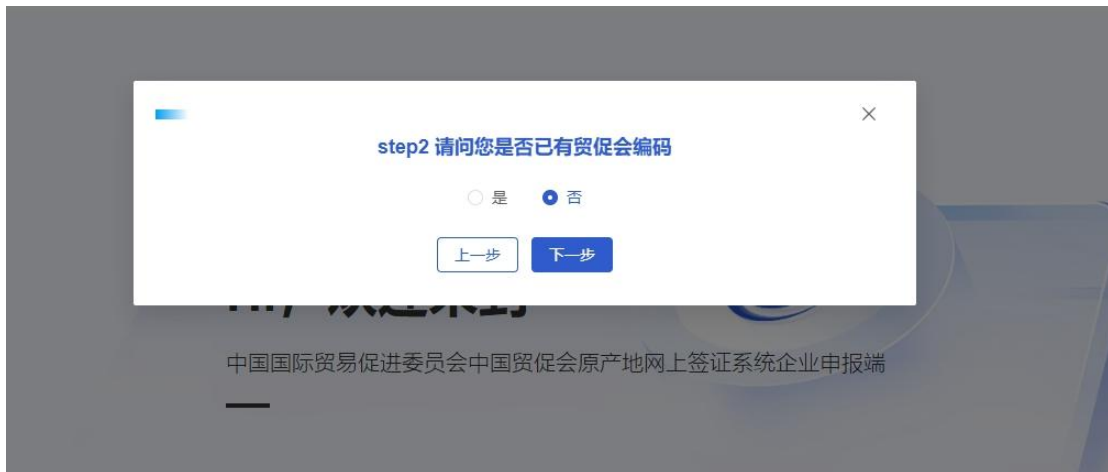 step2 请问您是否已有贸促会编码
是 否
上一步 下一步
中国国际贸易促进委员会中国贸促会原产地网上签证系统企业申报端